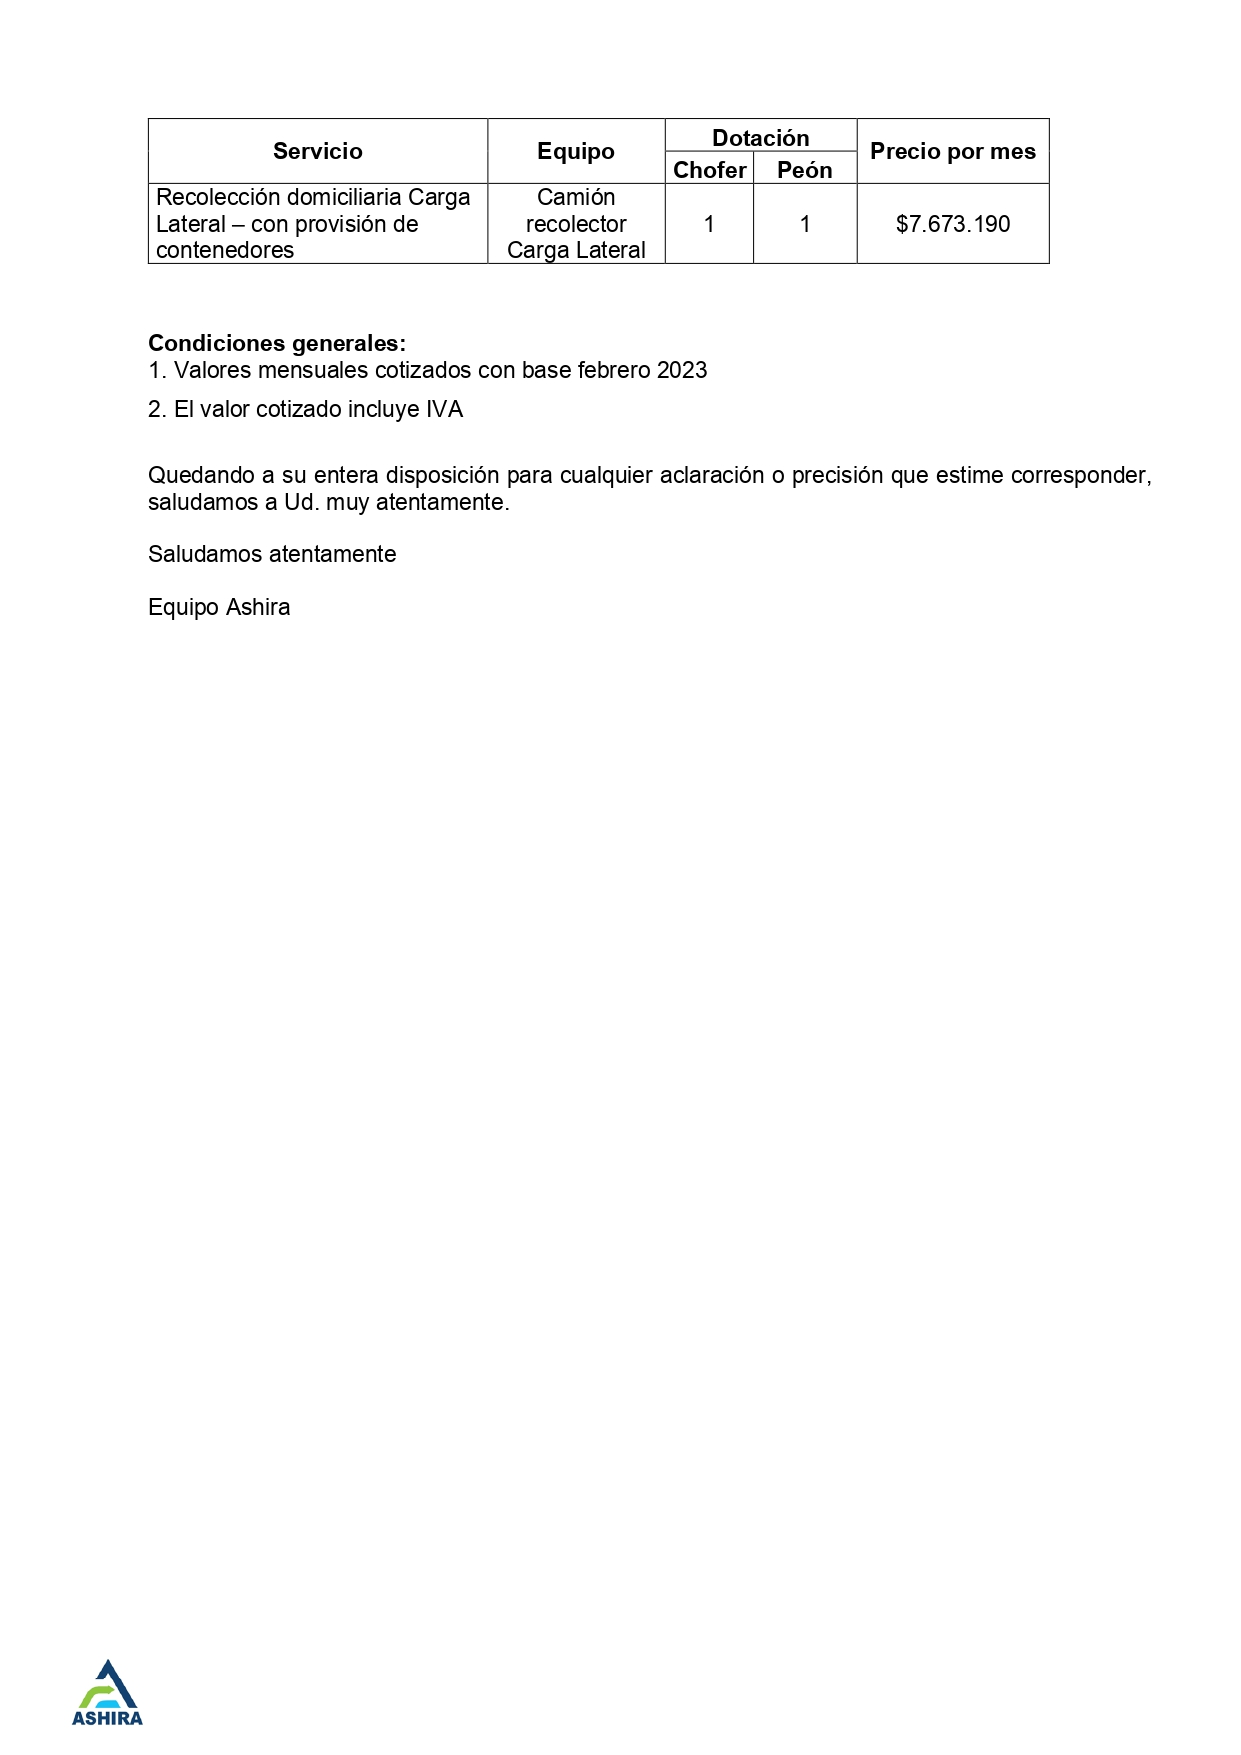 Servicio Equipo Dotación Precio por mes
Chofer Peón
Recolección domiciliaria Carga Lateral – con provisión de contenedores Camión recolector Carga Lateral 1 1 $7.673.190
Condiciones generales:
1. Valores mensuales cotizados con base febrero 2023
2. El valor cotizado incluye IVA
Quedando a su entera disposición para cualquier aclaración o precisión que estime corresponder,
saludamos a Ud. muy atentamente.
Saludamos atentamente
Equipo Ashira
ASHIRA